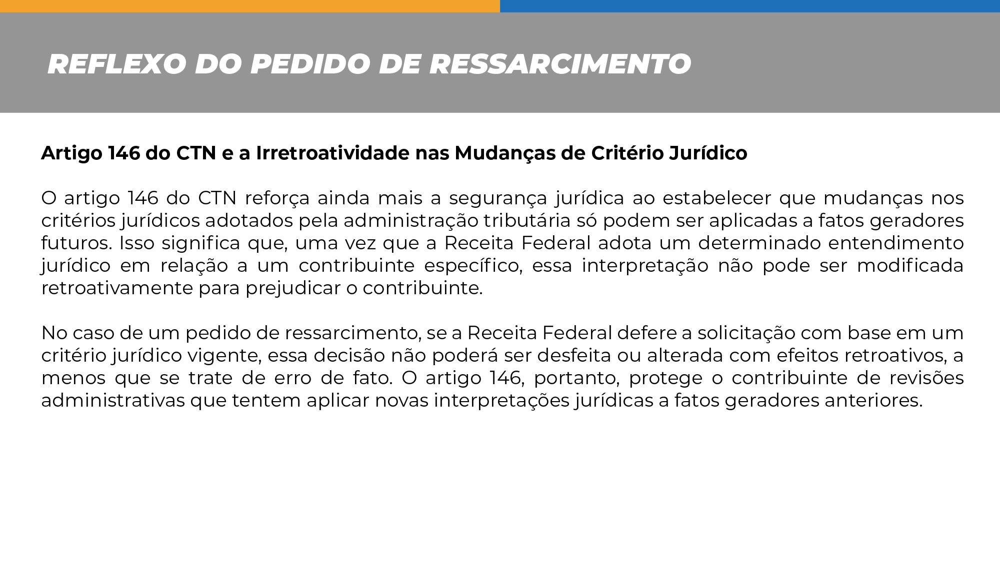 REFLEXO DO PEDIDO DE RESSARCIMENTO
Artigo 146 do CTN e a Irretroatividade nas Mudanças de Critério Jurídico
O artigo 146 do CTN reforça ainda mais a segurança jurídica ao estabelecer que mudanças nos
critérios jurídicos adotados pela administração tributária só podem ser aplicadas a fatos geradores
futuros. Isso significa que, uma vez que a Receita Federal adota um determinado entendimento
jurídico em relação a um contribuinte específico, essa interpretação não pode ser modificada
retroativamente para prejudicar o contribuinte.
No caso de um pedido de ressarcimento, se a Receita Federal defere a solicitação com base em um
critério jurídico vigente, essa decisão não poderá ser desfeita ou alterada com efeitos retroativos, a
menos que se trate de erro de fato. O artigo 146, portanto, protege o contribuinte de revisões
administrativas que tentem aplicar novas interpretações jurídicas a fatos geradores anteriores.